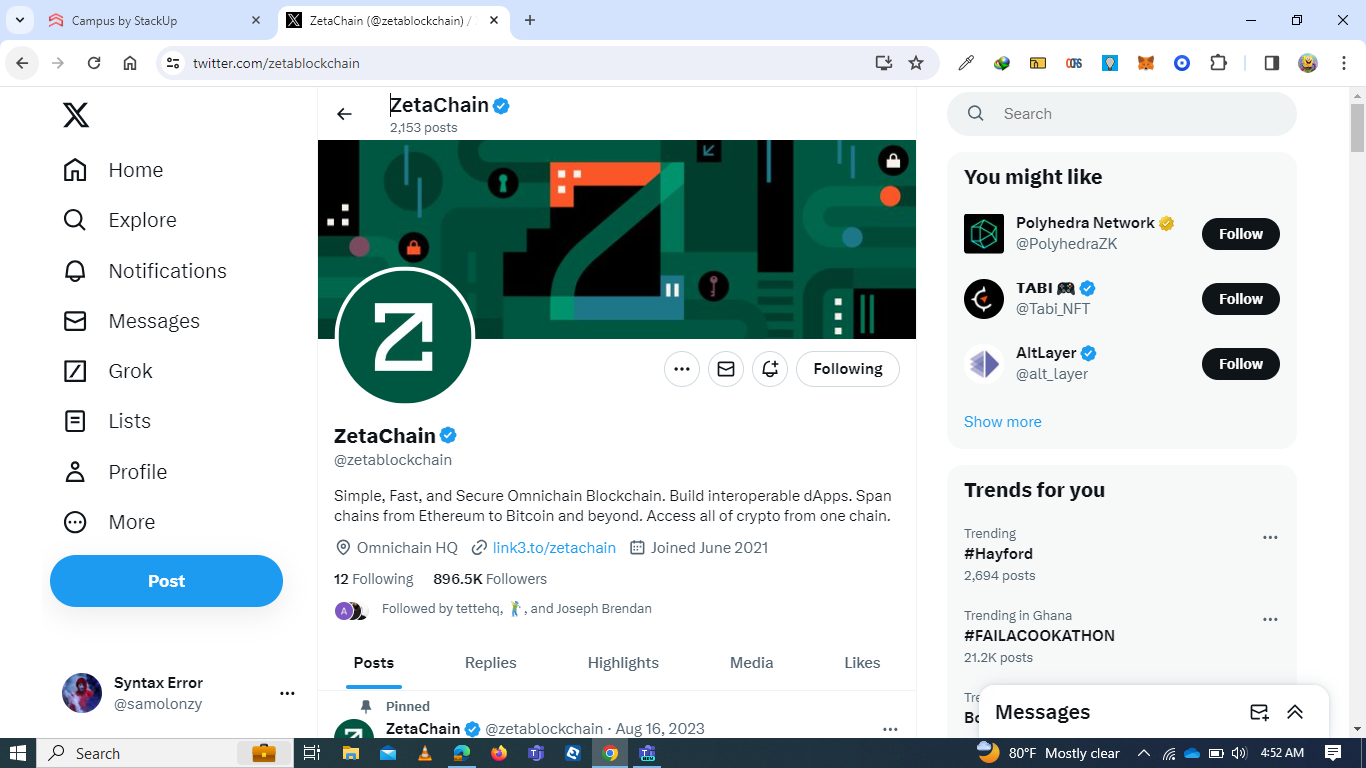 Campus by StackUp
ZetaChain (@zetablockchain) /
twitter.com/zetablockchain
Home
Explore
Notifications
Messages
Grok
Lists
Profile
More
Post
Syntax Error
@samolonzy
ZetaChain
2,153 posts
Following
ZetaChain
@zetablockchain
Simple, Fast, and Secure Omnichain Blockchain. Build interoperable dApps. Span
chains from Ethereum to Bitcoin and beyond. Access all of crypto from one chain.
Omnichain HQ link3.to/zetachain Joined June 2021
12 Following 896.5K Followers
A
Followed by tettehq, 🕺, and Joseph Brendan
Posts Replies Highlights Media Likes
Pinned
ZetaChain @zetablockchain · Aug 16, 2023
Search
You might like
Polyhedra Network
@PolyhedraZK
Follow
TABI 🎮
@Tabi_NFT
Follow
AltLayer
@alt_layer
Follow
Show more
Trends for you
Trending
#Hayford
2,694 posts
Trending in Ghana
#FAILACOOKATHON
21.2K posts
Messages
Search
80°F Mostly clear
4:52 AM